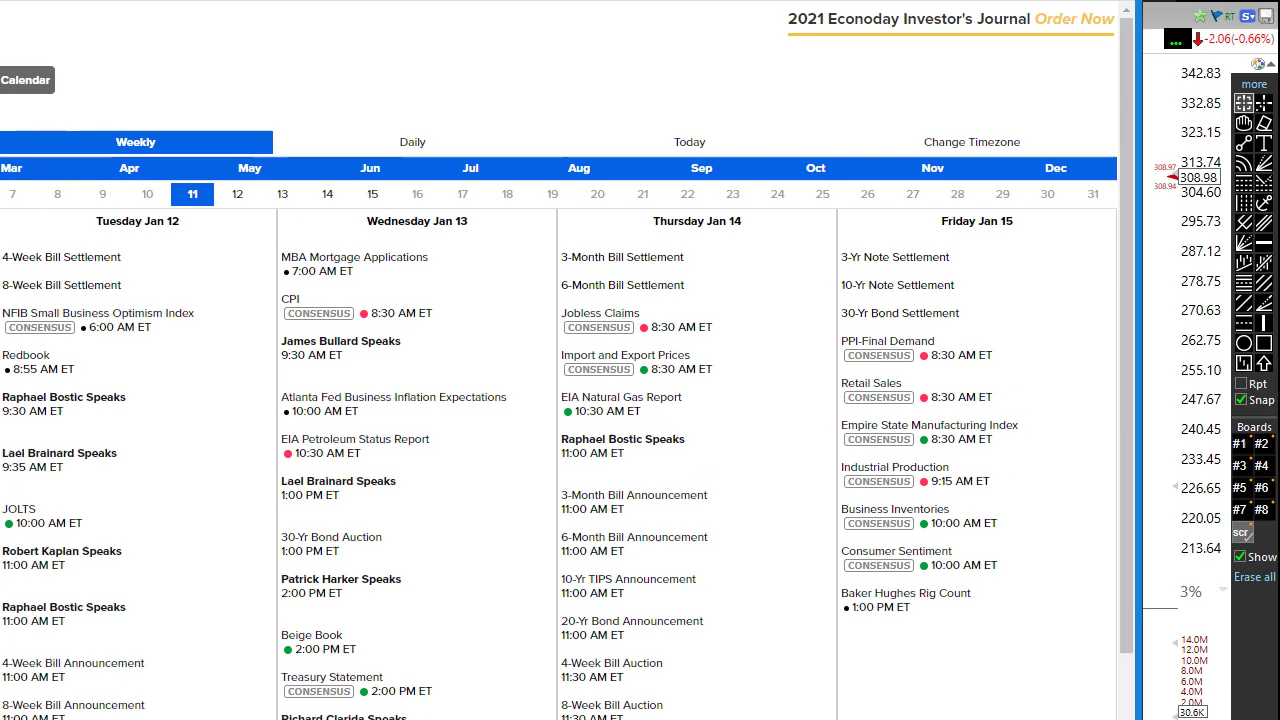 2021 Econoday Investor's Journal Order Now
Calendar
Weekly Daily Today Change Timezone
Mar Apr May Jun Jul Aug Sep Oct Nov Dec
7 8 9 10 11 12 13 14 15 16 17 18 19 20 21 22 23 24 25 26 27 28 29 30 31
Tuesday Jan 12
4-Week Bill Settlement
8-Week Bill Settlement
NFIB Small Business Optimism Index
CONSENSUS 6:00 AM ET
Redbook
8:55 AM ET
Raphael Bostic Speaks
9:30 AM ET
Lael Brainard Speaks
9:35 AM ET
JOLTS
10:00 AM ET
Robert Kaplan Speaks
11:00 AM ET
Raphael Bostic Speaks
11:00 AM ET
4-Week Bill Announcement
11:00 AM ET
8-Week Bill Announcement
11:00 AM ET
Wednesday Jan 13
MBA Mortgage Applications
7:00 AM ET
CPI
CONSENSUS 8:30 AM ET
James Bullard Speaks
9:30 AM ET
Atlanta Fed Business Inflation Expectations
10:00 AM ET
EIA Petroleum Status Report
10:30 AM ET
Lael Brainard Speaks
1:00 PM ET
30-Yr Bond Auction
1:00 PM ET
Patrick Harker Speaks
2:00 PM ET
Beige Book
2:00 PM ET
Treasury Statement
CONSENSUS 2:00 PM ET
Richard Clarida Speaks
Thursday Jan 14
3-Month Bill Settlement
6-Month Bill Settlement
Jobless Claims
CONSENSUS 8:30 AM ET
Import and Export Prices
CONSENSUS 8:30 AM ET
EIA Natural Gas Report
10:30 AM ET
Raphael Bostic Speaks
11:00 AM ET
3-Month Bill Announcement
11:00 AM ET
6-Month Bill Announcement
11:00 AM ET
10-Yr TIPS Announcement
11:00 AM ET
20-Yr Bond Announcement
11:00 AM ET
4-Week Bill Auction
11:30 AM ET
8-Week Bill Auction
11:30 AM ET
Friday Jan 15
3-Yr Note Settlement
10-Yr Note Settlement
30-Yr Bond Settlement
PPI-Final Demand
CONSENSUS 8:30 AM ET
Retail Sales
CONSENSUS 8:30 AM ET
Empire State Manufacturing Index
CONSENSUS 8:30 AM ET
Industrial Production
CONSENSUS 9:15 AM ET
Business Inventories
CONSENSUS 10:00 AM ET
Consumer Sentiment
CONSENSUS 10:00 AM ET
Baker Hughes Rig Count
1:00 PM ET
RT S
... -2.06(-0.66%)
342.83
332.85
323.15
313.74
308.97
308.98
308.94
304.60
295.73
287.12
278.75
270.63
262.75
255.10
247.67
240.45
233.45
226.65
220.05
213.64
3%
14.0M
12.0M
10.0M
8.0M
6.0M
4.0M
2.0M
30.6K
more
T
Rpt
Snap
Boards
#1 #2
#3 #4
#5 #6
#7 #8
scr
Show
Erase all